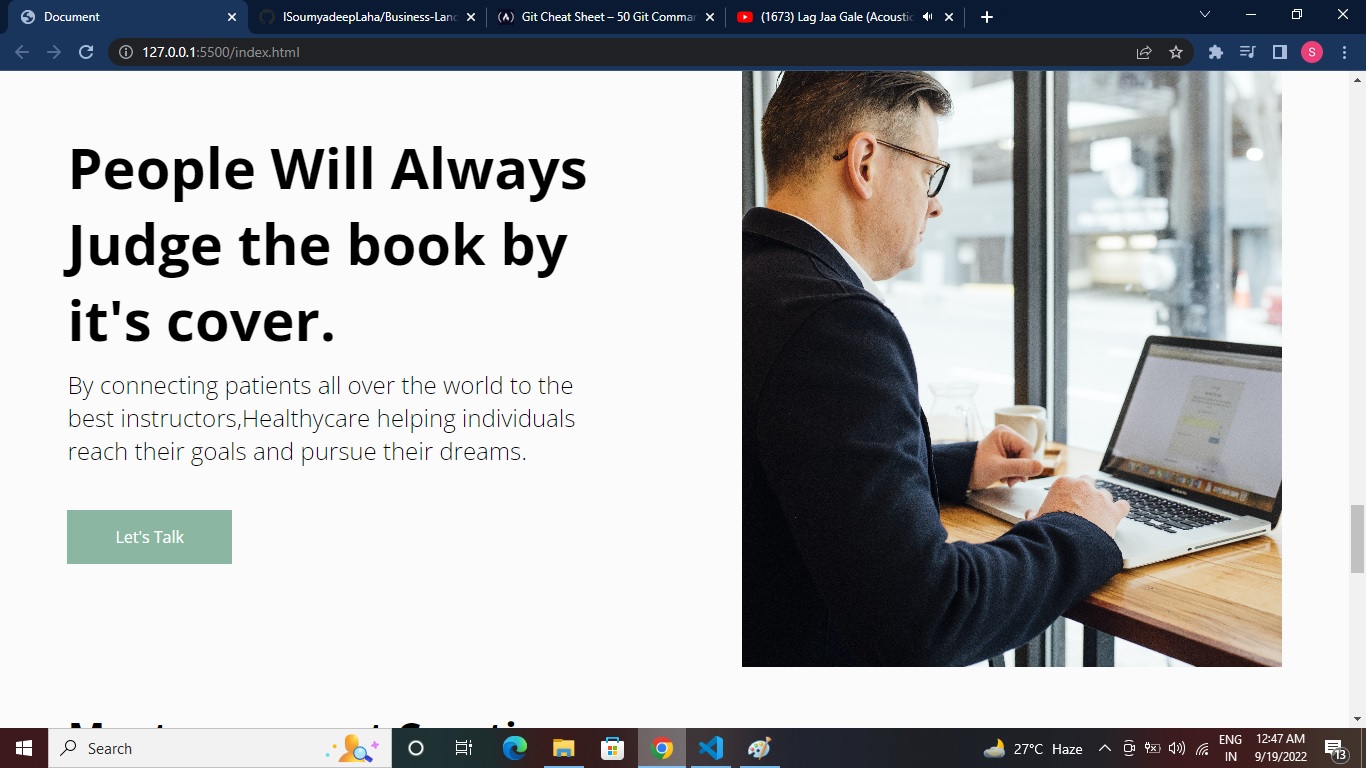 Document
ISoumyadeepLaha/Business-Lanc
Git Cheat Sheet – 50 Git Commar
(1673) Lag Jaa Gale (Acoustic
127.0.0.1:5500/index.html
S
People Will Always
Judge the book by
it's cover.
By connecting patients all over the world to the
best instructors,Healthycare helping individuals
reach their goals and pursue their dreams.
Let's Talk
Search
27°C Haze
ENG
IN
12:47 AM
9/19/2022
13